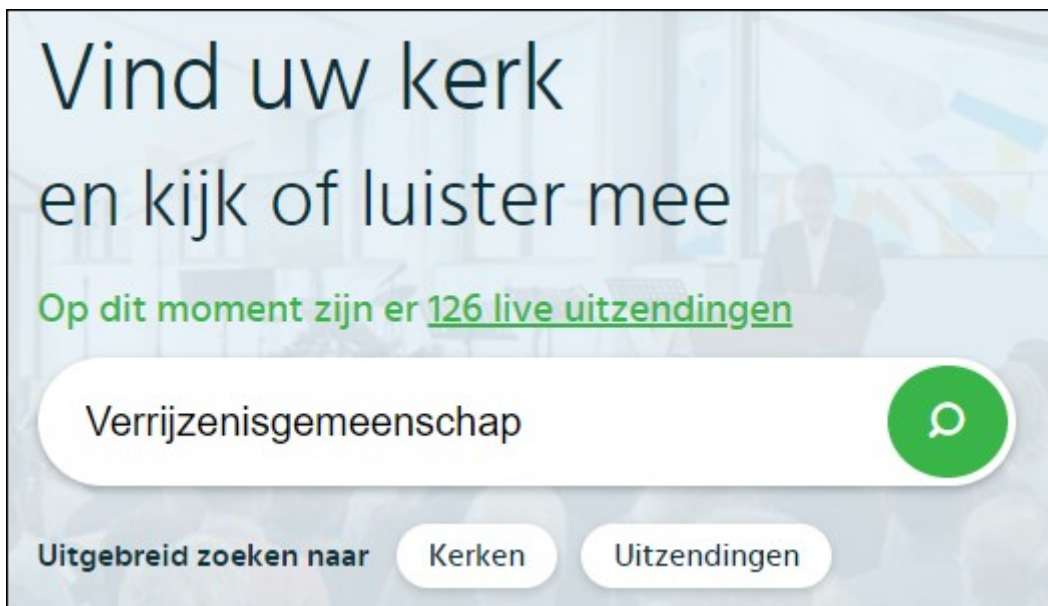 Vind uw kerk
en kijk of luister mee
Op dit moment zijn er 126 live uitzendingen
Verrijzenisgemeenschap
Uitgebreid zoeken naar Kerken Uitzendingen